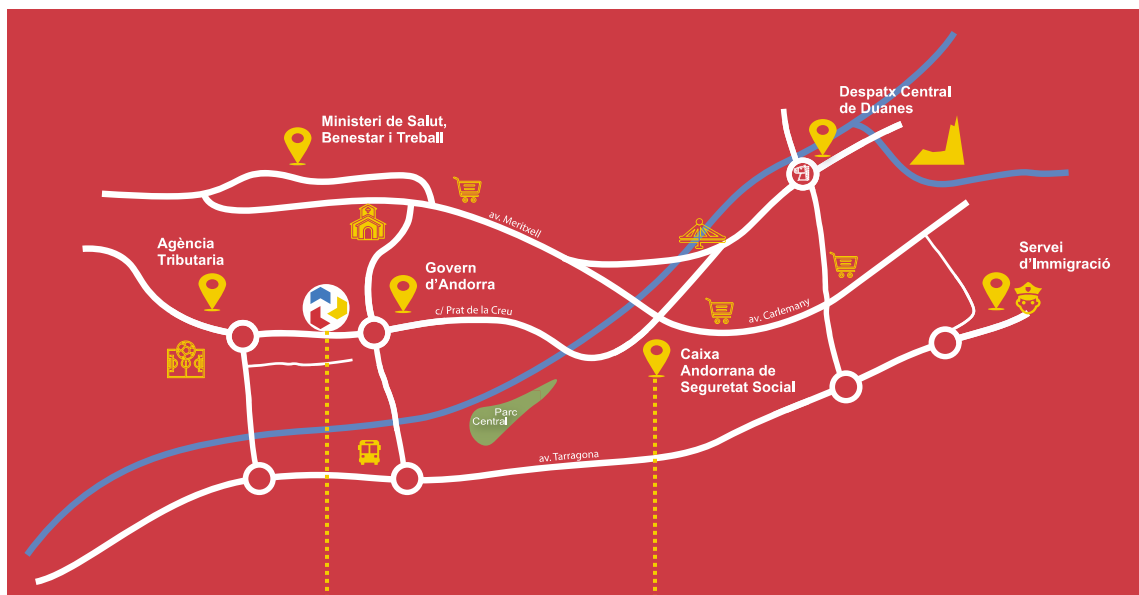 Despatx Central
de Duanes
Ministeri de Salut,
Benestar i Treball
av. Meritxell
Agència
Tributaria
Govern
d'Andorra
Servei
d'Immigració
c/ Prat de la Creu
av. Carlemany
Caixa
Andorrana de
Seguretat Social
Parc
Central
av. Tarragona